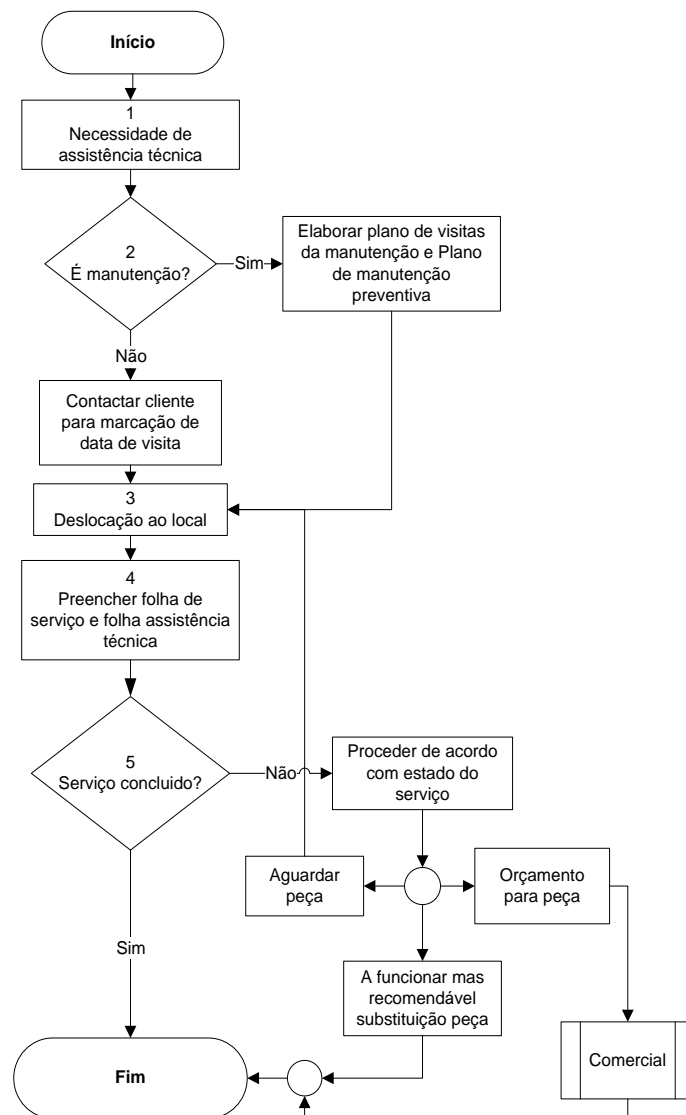 Início
1
Necessidade de
assistência técnica
2
É manutenção?
Sim
Elaborar plano de visitas
da manutenção e Plano
de manutenção
preventiva
Não
Contactar cliente
para marcação de
data de visita
3
Deslocação ao local
4
Preencher folha de
serviço e folha assistência
técnica
5
Serviço concluido?
Não
Proceder de acordo
com estado do
serviço
Aguardar
peça
Orçamento
para peça
Sim
A funcionar mas
recomendável
substituição peça
Comercial
Fim